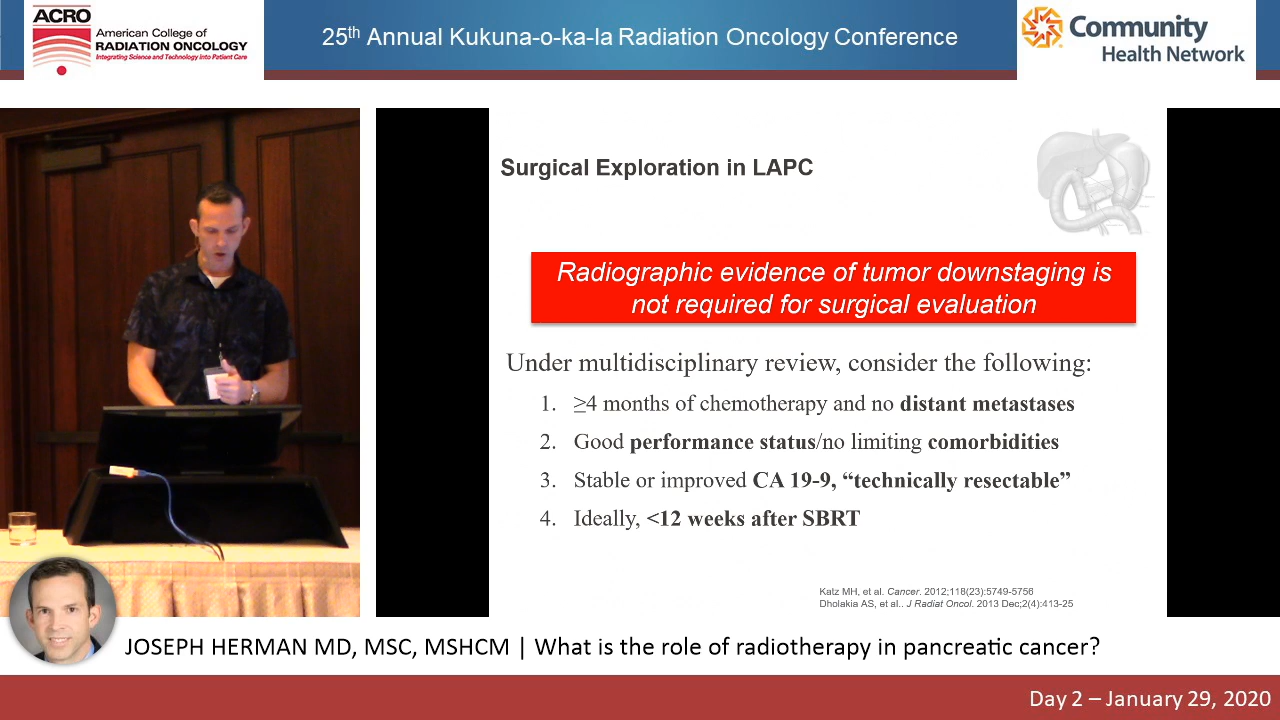 ACRO
American College of
RADIATION ONCOLOGY
Integrating Science and Technology Into Patient Care
25th Annual Kukuna-o-ka-la Radiation Oncology Conference
Community
Health Network
Surgical Exploration in LAPC
Radiographic evidence of tumor downstaging is
not required for surgical evaluation
Under multidisciplinary review, consider the following:
1. ≥4 months of chemotherapy and no distant metastases
2. Good performance status/no limiting comorbidities
3. Stable or improved CA 19-9, “technically resectable”
4. Ideally, <12 weeks after SBRT
Katz MH, et al. Cancer. 2012;118(23):5749-5756
Dholakia AS, et al.. J Radiat Oncol. 2013 Dec;2(4):413-25
JOSEPH HERMAN MD, MSC, MSHCM | What is the role of radiotherapy in pancreatic cancer?
Day 2 – January 29, 2020